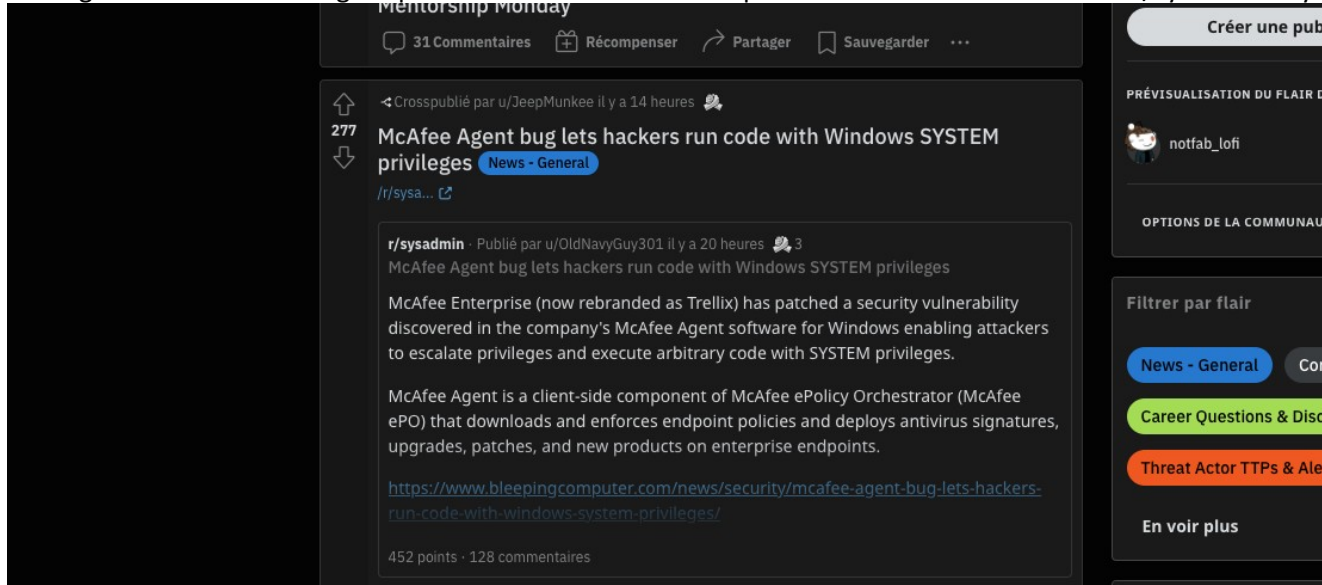 Mentorship Monday
31 Commentaires Récompenser Partager Sauvegarder ...
Crosspublié par u/JeepMunkee il y a 14 heures
277
McAfee Agent bug lets hackers run code with Windows SYSTEM
privileges News - General
/r/sysa...
r/sysadmin · Publié par u/OldNavyGuy301 il y a 20 heures 3
McAfee Agent bug lets hackers run code with Windows SYSTEM privileges
McAfee Enterprise (now rebranded as Trellix) has patched a security vulnerability
discovered in the company's McAfee Agent software for Windows enabling attackers
to escalate privileges and execute arbitrary code with SYSTEM privileges.
McAfee Agent is a client-side component of McAfee ePolicy Orchestrator (McAfee
ePO) that downloads and enforces endpoint policies and deploys antivirus signatures,
upgrades, patches, and new products on enterprise endpoints.
https://www.bleepingcomputer.com/news/security/mcafee-agent-bug-lets-hackers-
run-code-with-windows-system-privileges/
452 points · 128 commentaires
Créer une pub
PRÉVISUALISATION DU FLAIR D
notfab_lofi
OPTIONS DE LA COMMUNAU
Filtrer par flair
News - General Co
Career Questions & Disc
Threat Actor TTPs & Ale
En voir plus